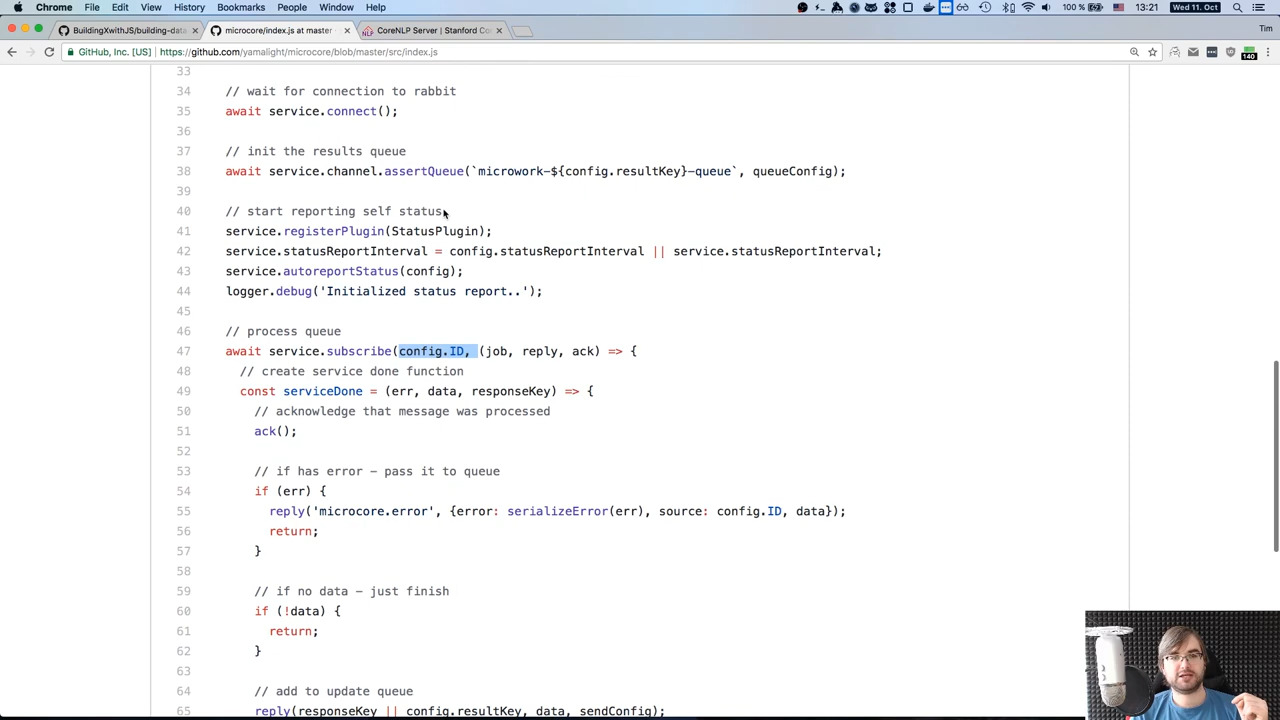 Chrome File Edit View History Bookmarks People Window Help 100 % 13:21 Wed 11. Oct
BuildingXwithJS/building-data microcore/index.js at master CoreNLP Server | Stanford Co Tim
GitHub, Inc. [US] https://github.com/yamalight/microcore/blob/master/src/index.js 140
33
34 // wait for connection to rabbit
35 await service.connect();
36
37 // init the results queue
38 await service.channel.assertQueue(`microwork-${config.resultKey}-queue`, queueConfig);
39
40 // start reporting self status
41 service.registerPlugin(StatusPlugin);
42 service.statusReportInterval = config.statusReportInterval || service.statusReportInterval;
43 service.autoreportStatus(config);
44 logger.debug('Initialized status report..');
45
46 // process queue
47 await service.subscribe(config.ID, (job, reply, ack) => {
48 // create service done function
49 const serviceDone = (err, data, responseKey) => {
50 // acknowledge that message was processed
51 ack();
52
53 // if has error – pass it to queue
54 if (err) {
55 reply('microcore.error', {error: serializeError(err), source: config.ID, data});
56 return;
57 }
58
59 // if no data – just finish
60 if (!data) {
61 return;
62 }
63
64 // add to update queue
65 reply(responseKey || config.resultKey, data, sendConfig);